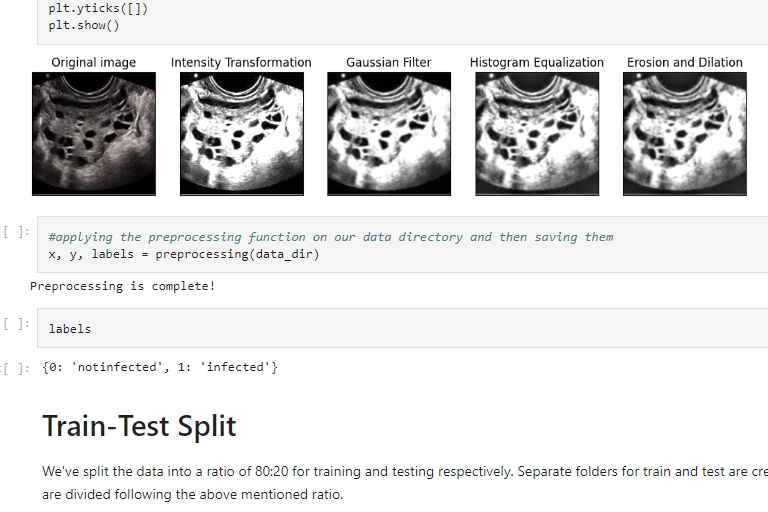 plt.yticks([])
plt.show()
Original image Intensity Transformation Gaussian Filter Histogram Equalization Erosion and Dilation
[ ]: #applying the preprocessing function on our data directory and then saving them
x, y, labels = preprocessing(data_dir)
Preprocessing is complete!
[ ]: labels
:[ ]: {0: 'notinfected', 1: 'infected'}
Train-Test Split
We've split the data into a ratio of 80:20 for training and testing respectively. Separate folders for train and test are cre
are divided following the above mentioned ratio.